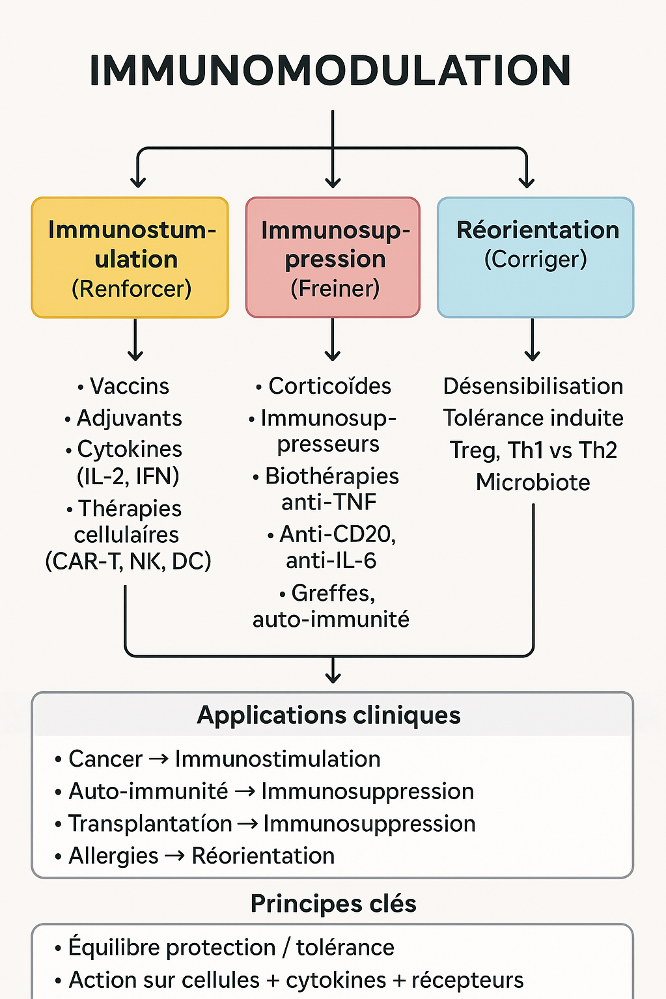 IMMUNOMODULATION
Immunostum-
ulation
(Renforcer)
Immunosup-
pression
(Freiner)
Réorientation
(Corriger)
• Vaccins
• Adjuvants
• Cytokines
(IL-2, IFN)
• Thérapies
cellulaíres
(CAR-T, NK, DC)
• Corticoǐdes
• Immunosup-
presseurs
• Biothérapies
anti-TNF
• Anti-CD20,
anti-IL-6
• Greffes,
auto-immunité
Désensibilisation
Tolérance induite
Treg, Th1 vs Th2
Microbiote
Applications cliniques
• Cancer → Immunostimulation
• Auto-immunité → Immunosuppression
• Transplantatíon → Immunosuppression
• Allergies → Réorientation
Principes clés
• Équilibre protection / tolérance
• Action sur cellules + cytokines + récepteurs